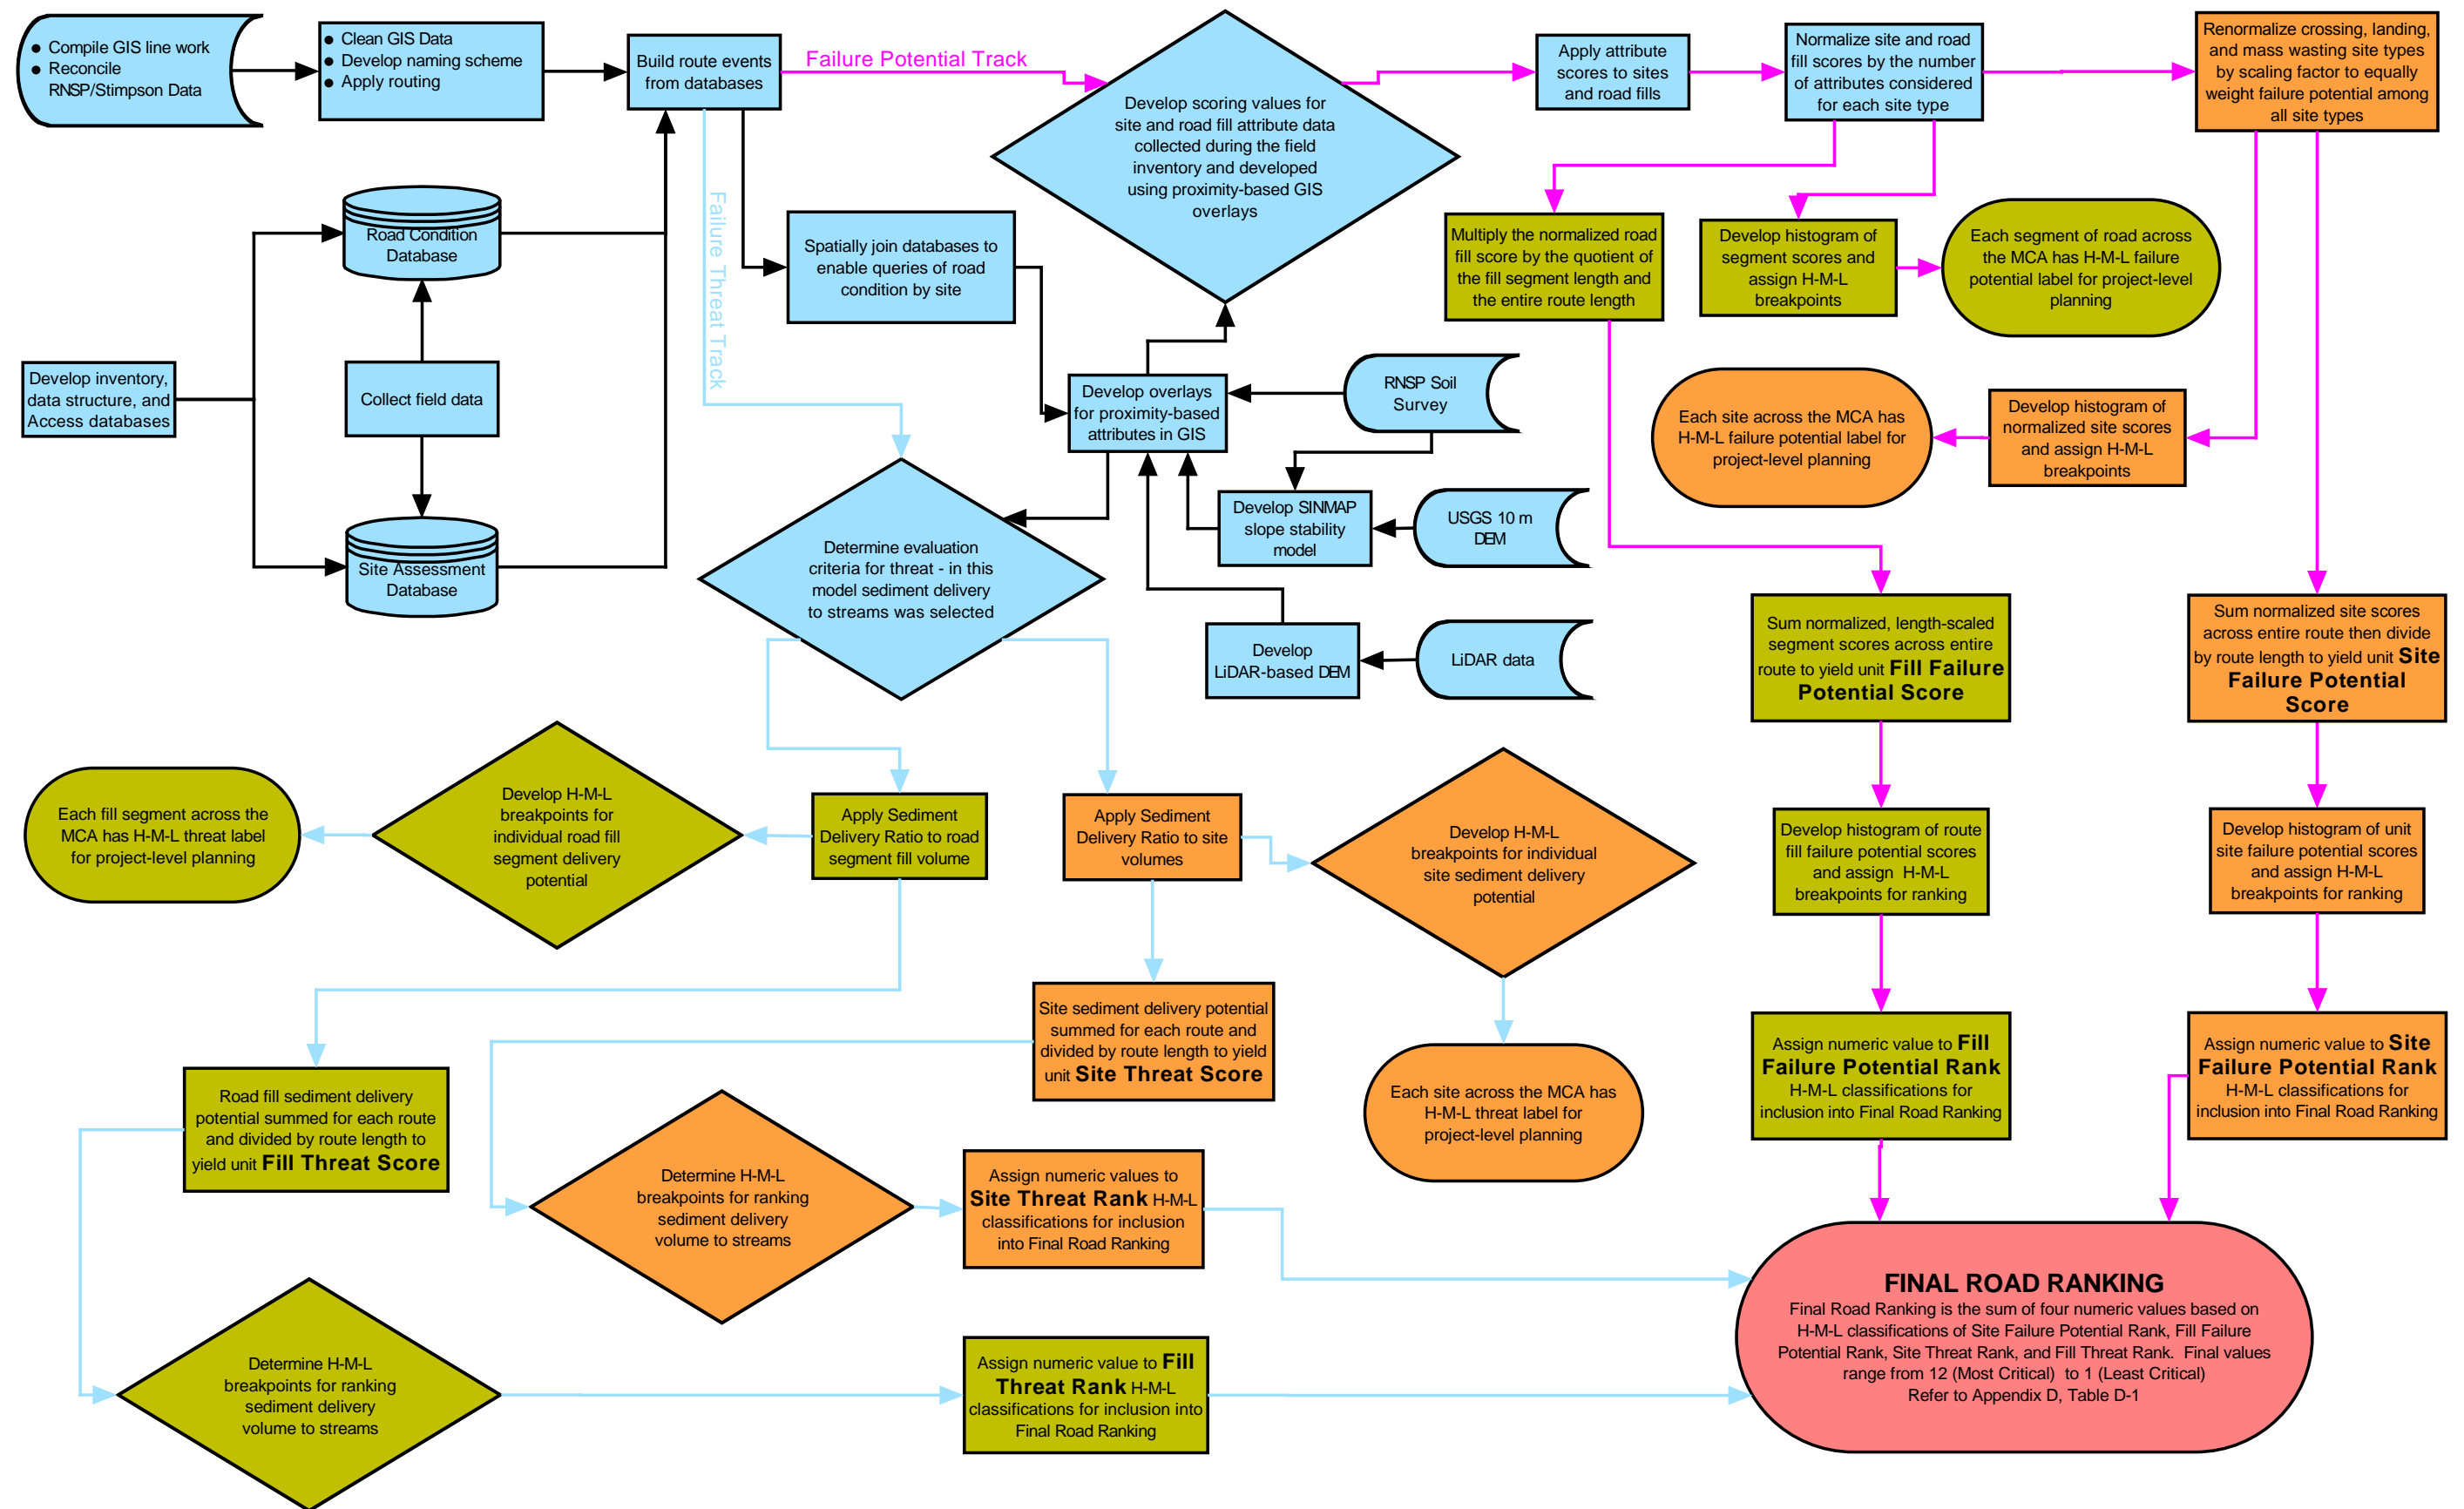 ● Compile GIS line work
● Reconcile
RNSP/Stimpson Data
● Clean GIS Data
● Develop naming scheme
● Apply routing
Build route events
from databases
Failure Potential Track
Failure Threat Track
Develop scoring values for
site and road fill attribute data
collected during the field
inventory and developed
using proximity-based GIS
overlays
Apply attribute
scores to sites
and road fills
Normalize site and road
fill scores by the number
of attributes considered
for each site type
Renormalize crossing, landing,
and mass wasting site types
by scaling factor to equally
weight failure potential among
all site types
Road Condition
Database
Spatially join databases to
enable queries of road
condition by site
Multiply the normalized road
fill score by the quotient of
the fill segment length and
the entire route length
Develop histogram of
segment scores and
assign H-M-L
breakpoints
Each segment of road across
the MCA has H-M-L failure
potential label for project-level
planning
Develop inventory,
data structure, and
Access databases
Collect field data
Develop overlays
for proximity-based
attributes in GIS
RNSP Soil
Survey
Each site across the MCA has
H-M-L failure potential label for
project-level planning
Develop histogram of
normalized site scores
and assign H-M-L
breakpoints
Site Assessment
Database
Determine evaluation
criteria for threat - in this
model sediment delivery
to streams was selected
Develop SINMAP
slope stability
model
USGS 10 m
DEM
Develop
LiDAR-based DEM
LiDAR data
Sum normalized, length-scaled
segment scores across entire
route to yield unit Fill Failure
Potential Score
Sum normalized site scores
across entire route then divide
by route length to yield unit Site
Failure Potential
Score
Each fill segment across the
MCA has H-M-L threat label
for project-level planning
Develop H-M-L
breakpoints for
individual road fill
segment delivery
potential
Apply Sediment
Delivery Ratio to road
segment fill volume
Apply Sediment
Delivery Ratio to site
volumes
Develop H-M-L
breakpoints for individual
site sediment delivery
potential
Develop histogram of route
fill failure potential scores
and assign H-M-L
breakpoints for ranking
Develop histogram of unit
site failure potential scores
and assign H-M-L
breakpoints for ranking
Site sediment delivery potential
summed for each route and
divided by route length to yield
unit Site Threat Score
Each site across the MCA has
H-M-L threat label for
project-level planning
Assign numeric value to Fill
Failure Potential Rank
H-M-L classifications for
inclusion into Final Road Ranking
Assign numeric value to Site
Failure Potential Rank
H-M-L classifications for
inclusion into Final Road Ranking
Road fill sediment delivery
potential summed for each route
and divided by route length to
yield unit Fill Threat Score
Determine H-M-L
breakpoints for ranking
sediment delivery
volume to streams
Assign numeric values to
Site Threat Rank H-M-L
classifications for inclusion
into Final Road Ranking
Determine H-M-L
breakpoints for ranking
sediment delivery
volume to streams
Assign numeric value to Fill
Threat Rank H-M-L
classifications for inclusion into
Final Road Ranking
FINAL ROAD RANKING
Final Road Ranking is the sum of four numeric values based on
H-M-L classifications of Site Failure Potential Rank, Fill Failure
Potential Rank, Site Threat Rank, and Fill Threat Rank. Final values
range from 12 (Most Critical) to 1 (Least Critical)
Refer to Appendix D, Table D-1